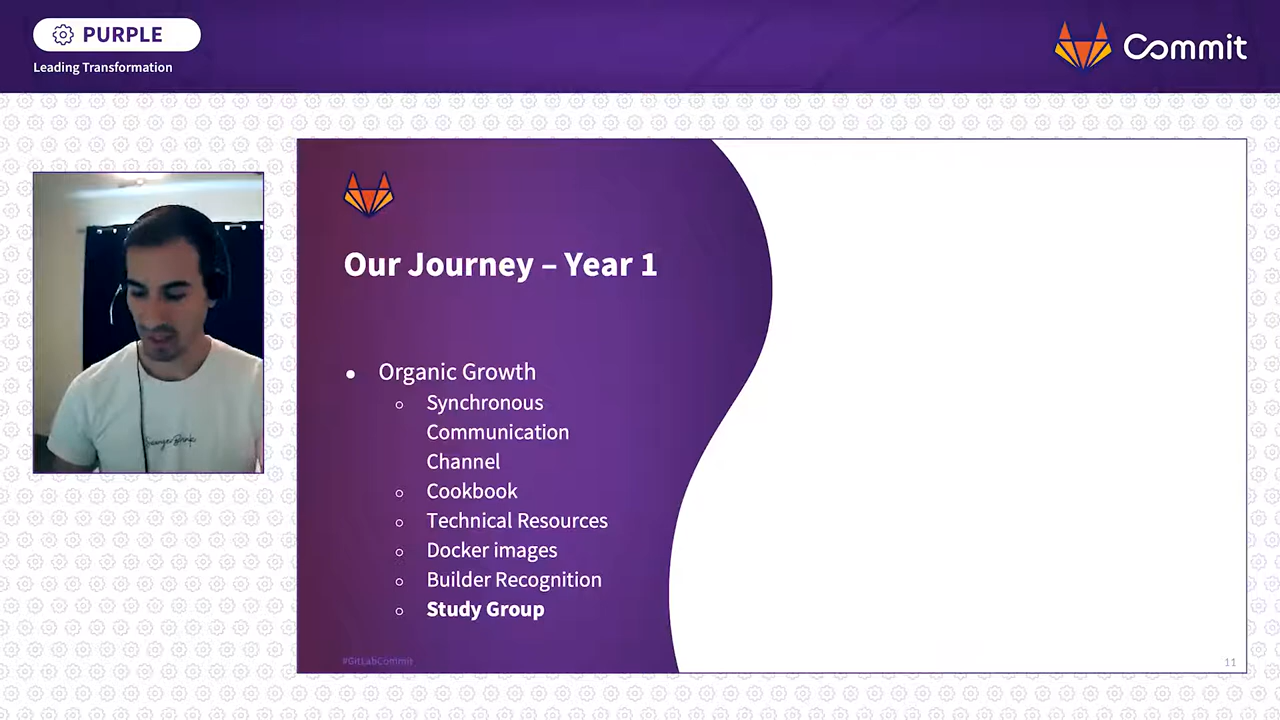 PURPLE
Leading Transformation
Commit
Our Journey – Year 1
Organic Growth
Synchronous
Communication
Channel
Cookbook
Technical Resources
Docker images
Builder Recognition
Study Group
#GitLabCommit
11